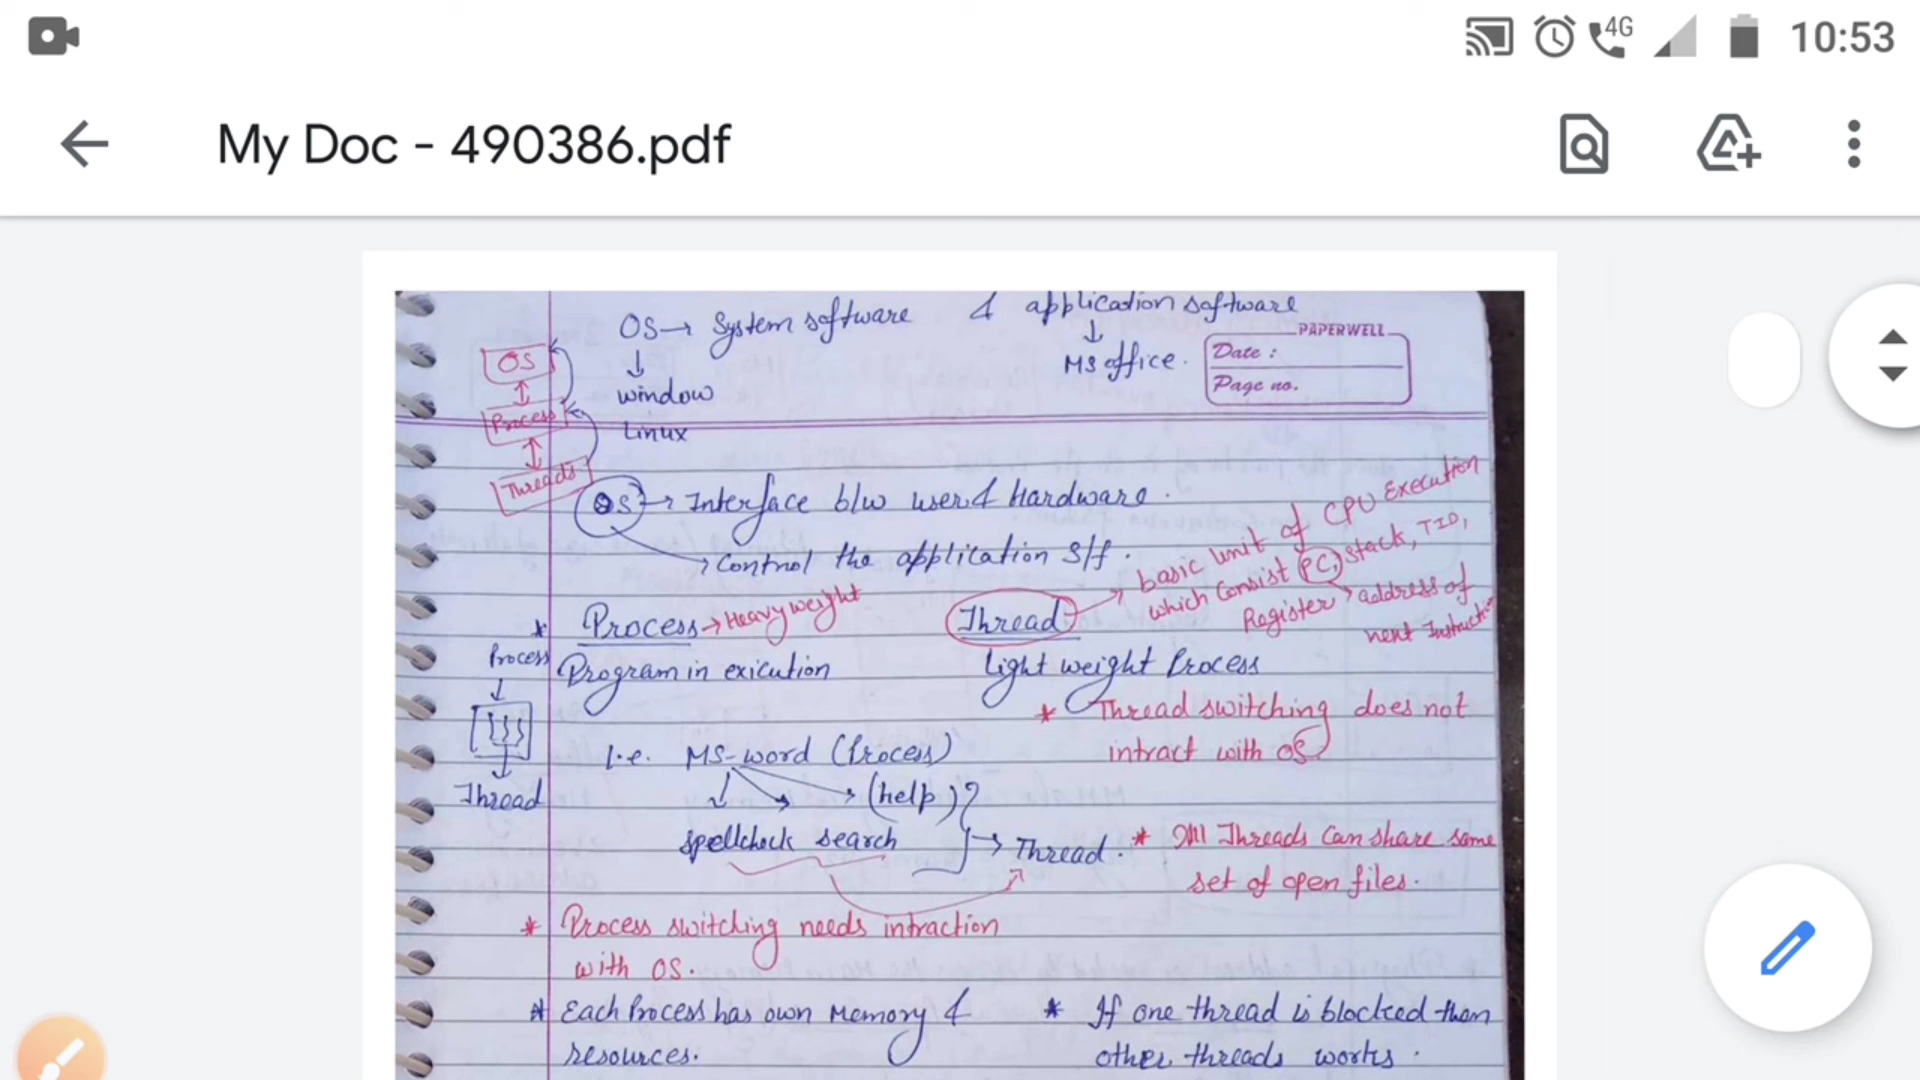 4G 10:53
My Doc - 490386.pdf
OS → System software & application software
↓ ↓
window MS office.
Linux
PAPERWELL
Date :
Page no.
OS
Process
Threads
OS → Interface b/w user & hardware.
→ Control the application S/f.
* Process → Heavy weight
Program in exicution
Thread → basic unit of CPU Execution
which consist PC, Stack, TID,
Register → address of
next Instruct
Light weight Process
Process
↓
Thread
* Thread switching does not
intract with OS
i.e. MS-word (Process)
(help)
spellcheck search
→ Thread.
* All Threads Can share same
set of open files.
* Process switching needs intraction
with OS.
* Each Process has own Memory &
resources.
* If one thread is blocked then
other threads works.